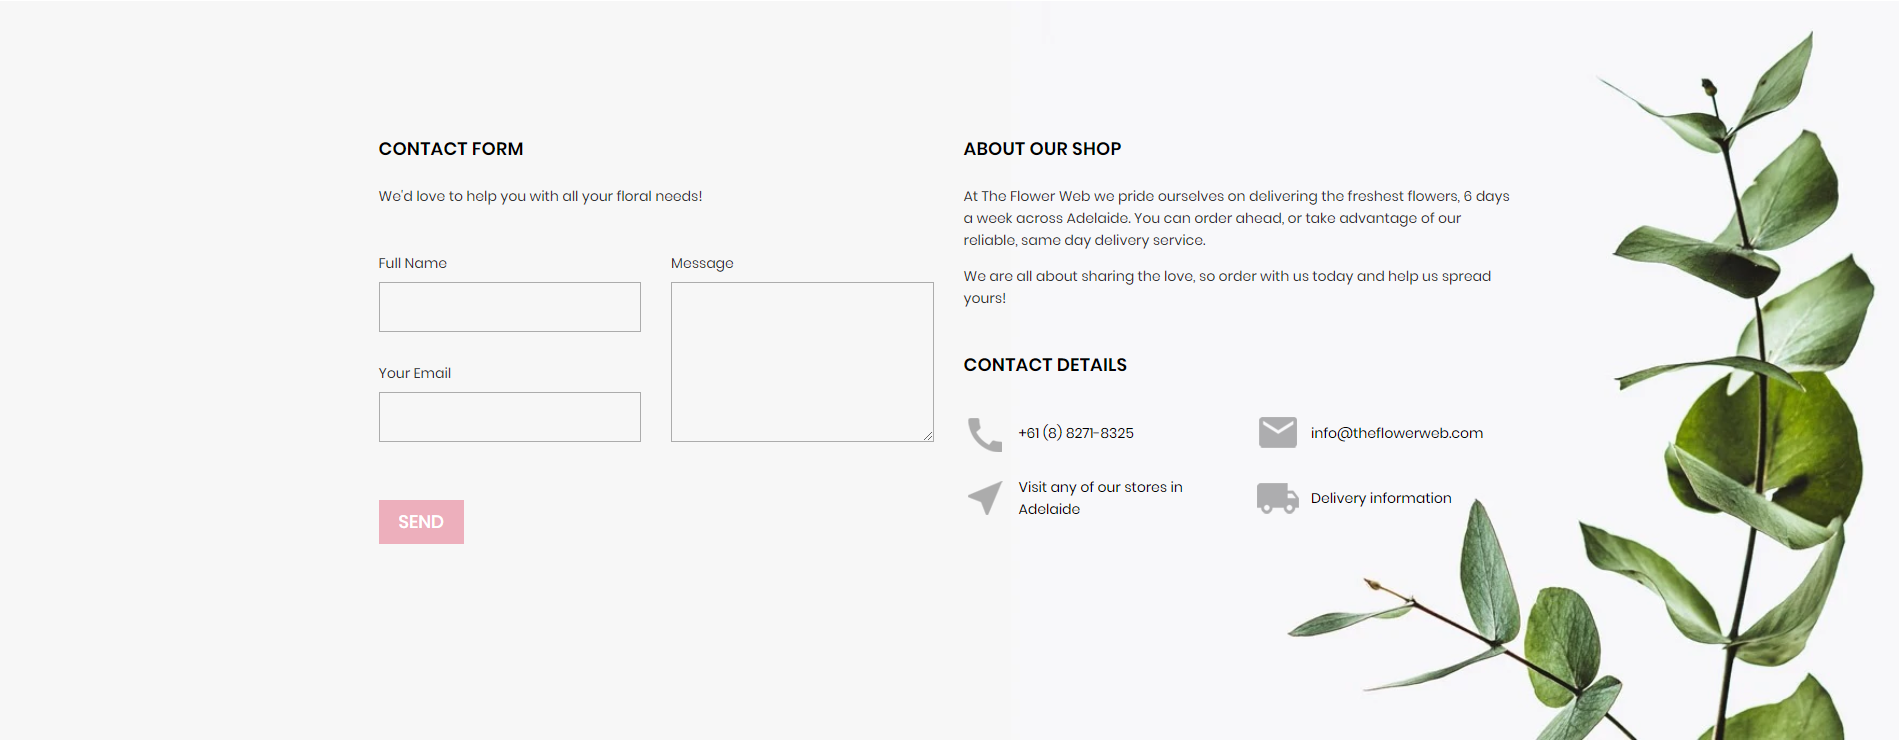 CONTACT FORM
We'd love to help you with all your floral needs!
Full Name
Message
Your Email
SEND
ABOUT OUR SHOP
At The Flower Web we pride ourselves on delivering the freshest flowers, 6 days
a week across Adelaide. You can order ahead, or take advantage of our
reliable, same day delivery service.
We are all about sharing the love, so order with us today and help us spread
yours!
CONTACT DETAILS
+61 (8) 8271-8325
info@theflowerweb.com
Visit any of our stores in
Adelaide
Delivery information